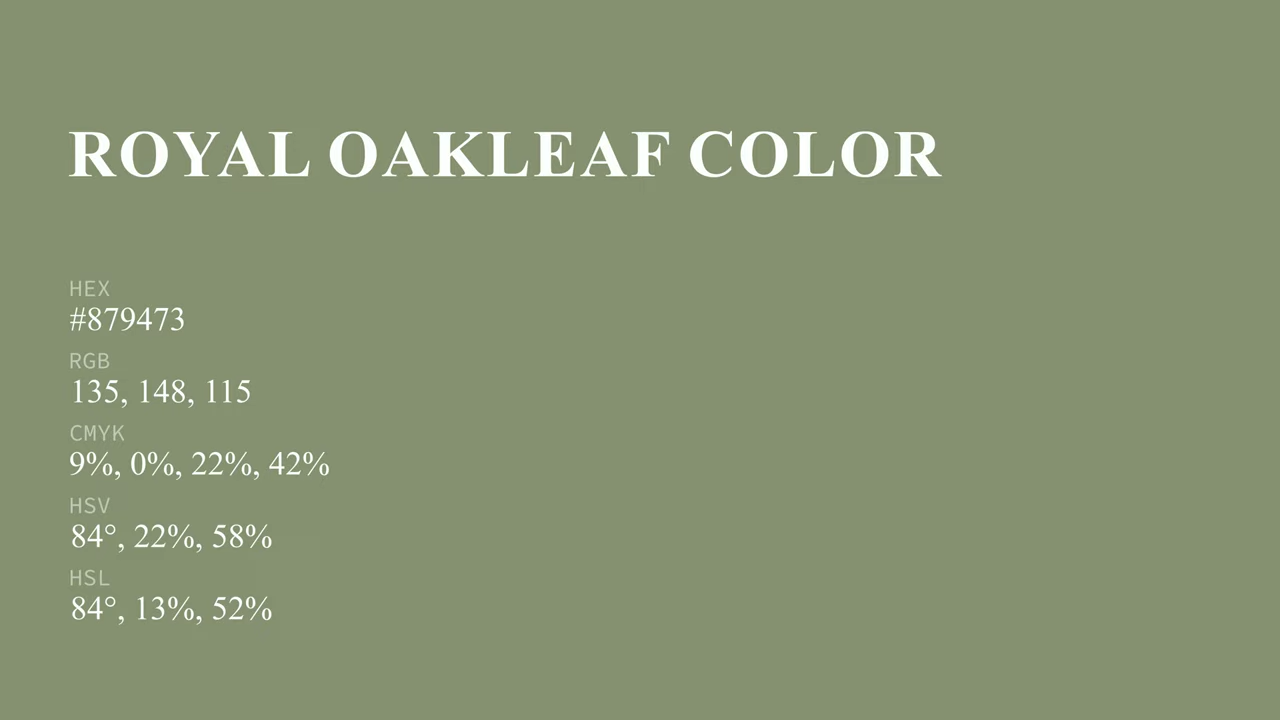 ROYAL OAKLEAF COLOR
HEX
#879473
RGB
135, 148, 115
CMYK
9%, 0%, 22%, 42%
HSV
84°, 22%, 58%
HSL
84°, 13%, 52%